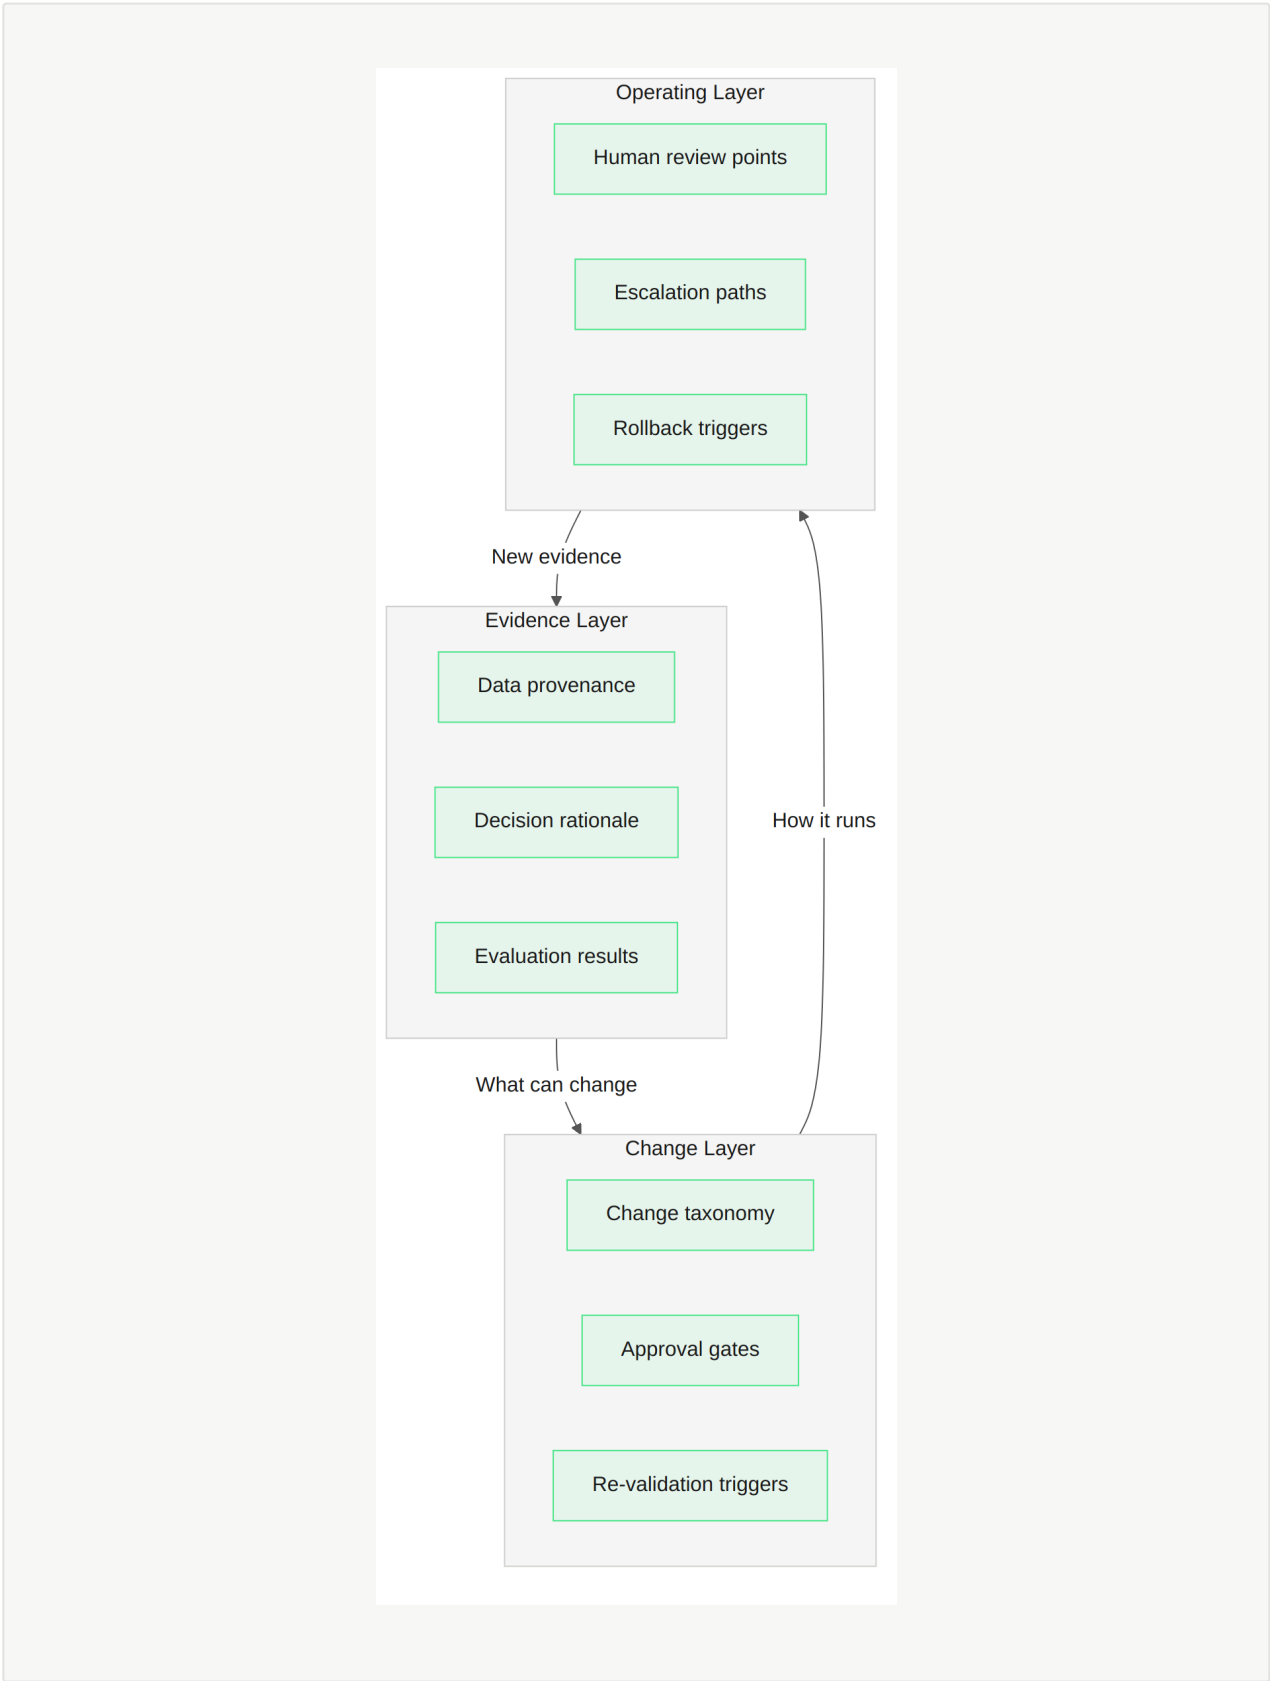 Operating Layer
Human review points
Escalation paths
Rollback triggers
New evidence
Evidence Layer
Data provenance
Decision rationale
How it runs
Evaluation results
What can change
Change Layer
Change taxonomy
Approval gates
Re-validation triggers